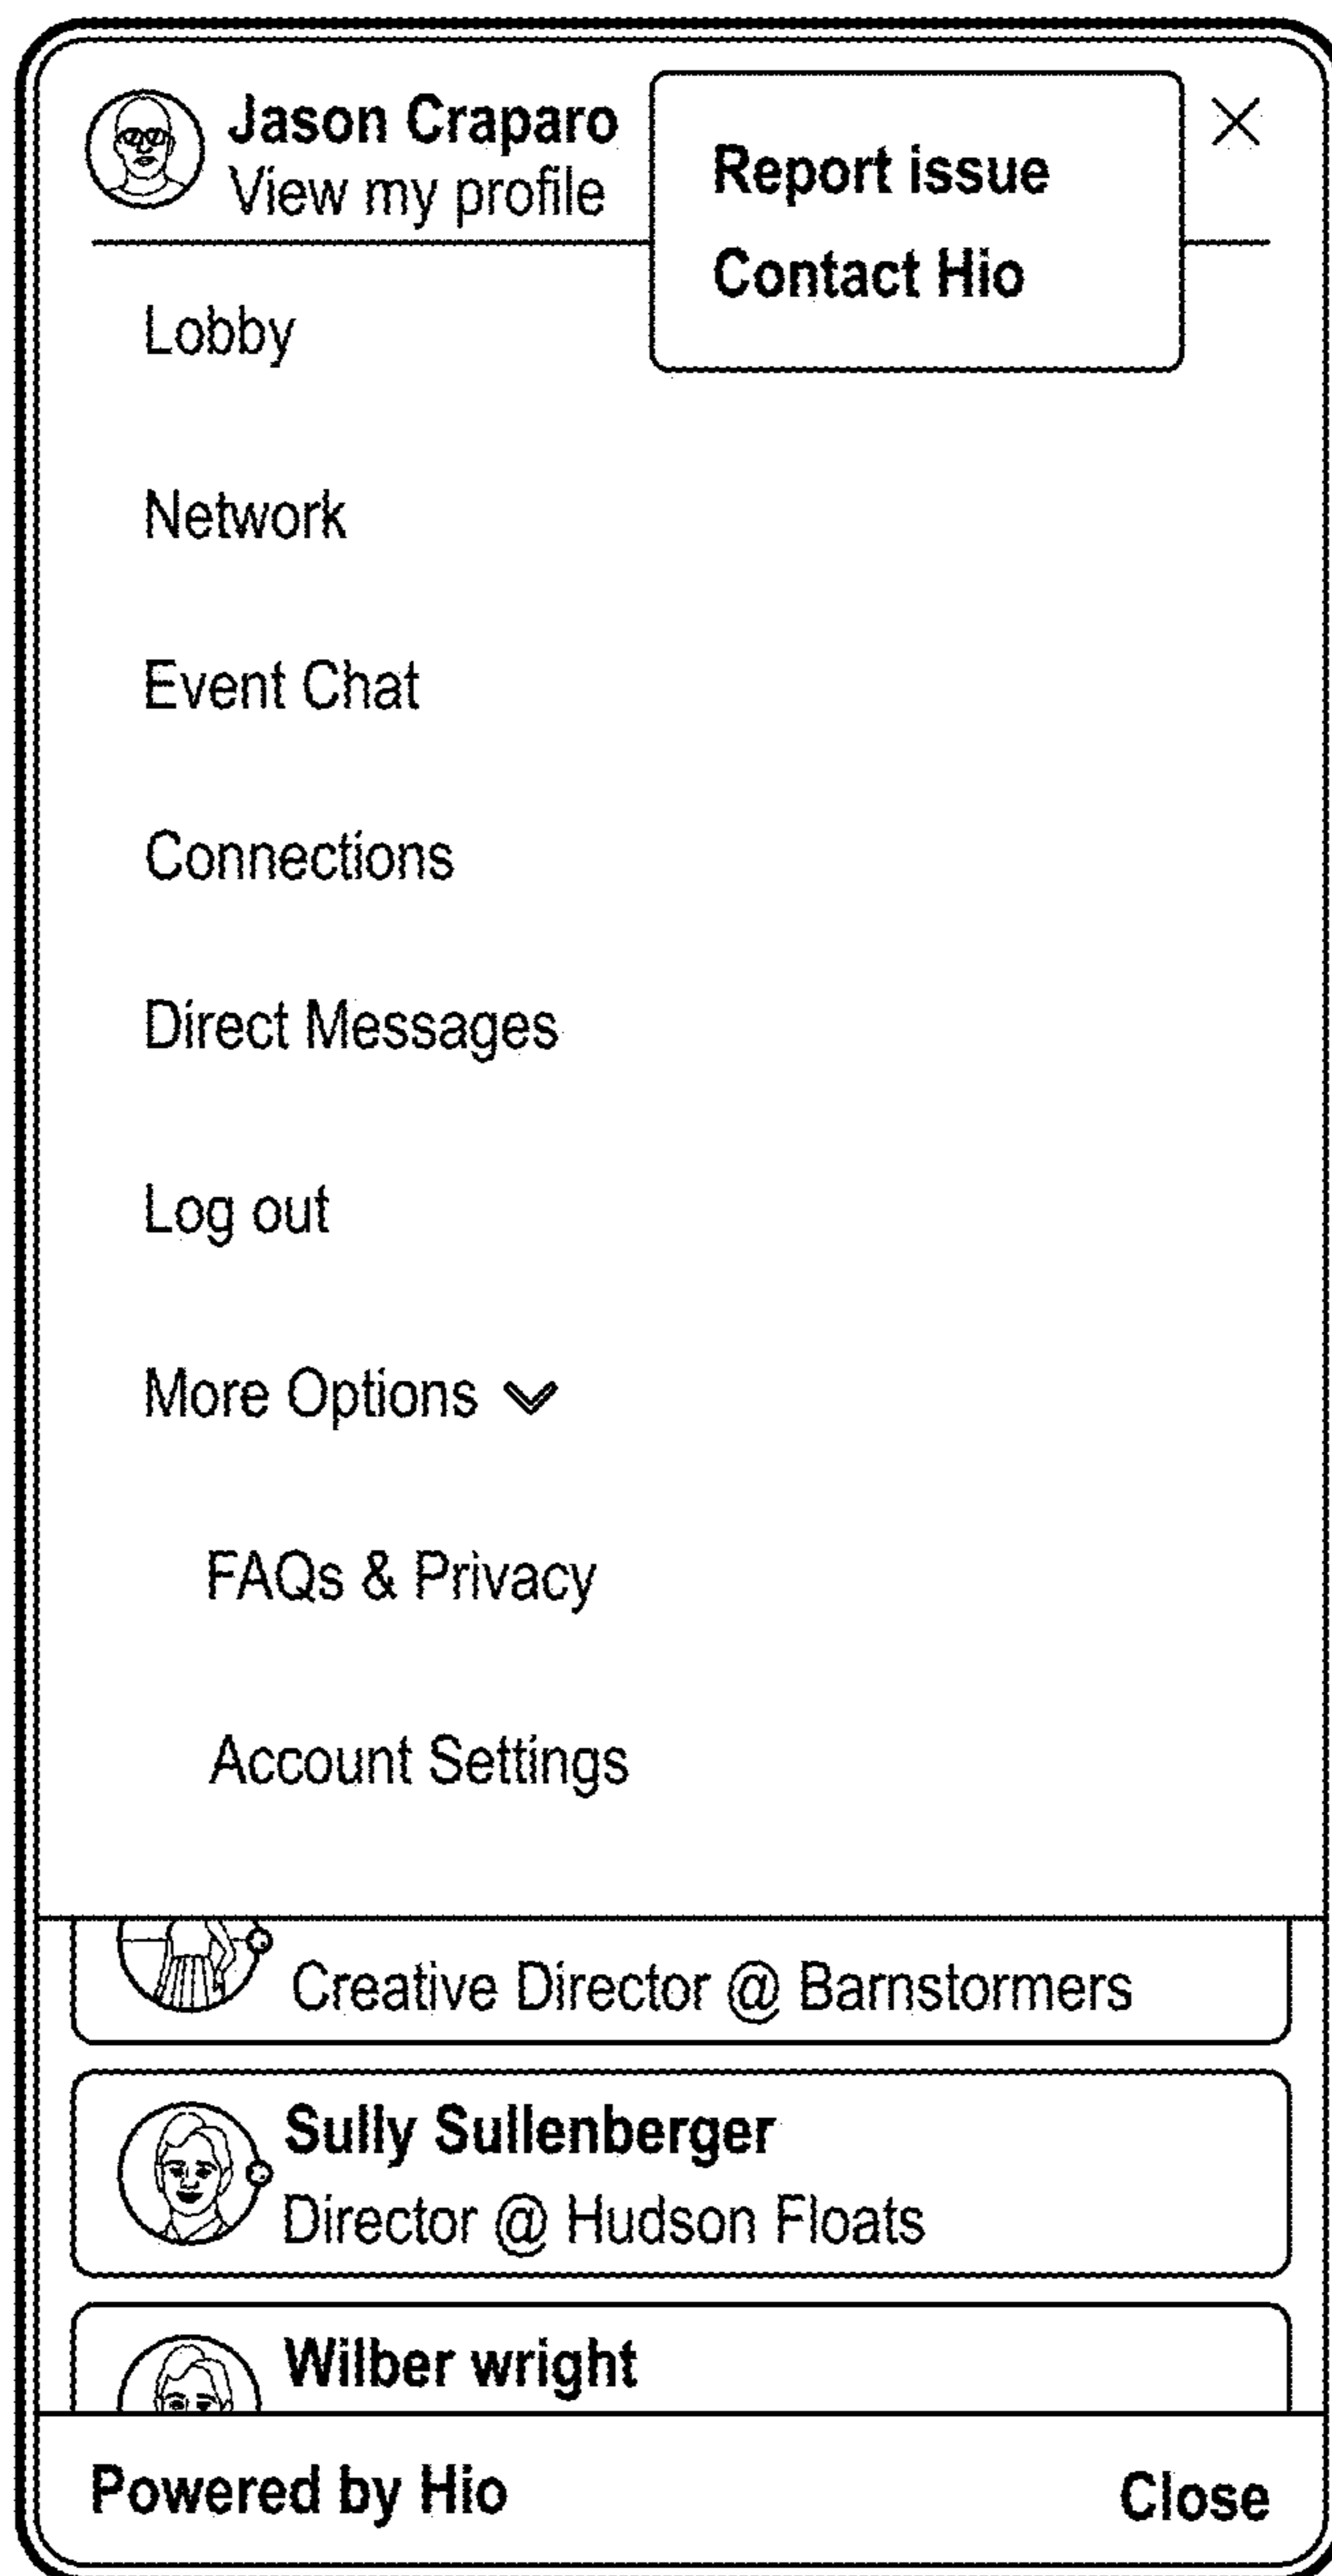 Jason Craparo
View my profile
Report issue
Contact Hio
Lobby
Network
Event Chat
Connections
Direct Messages
Log out
More Options
FAQs & Privacy
Account Settings
Creative Director @ Barnstormers
Sully Sullenberger
Director @ Hudson Floats
Wilber wright
Powered by Hio
Close